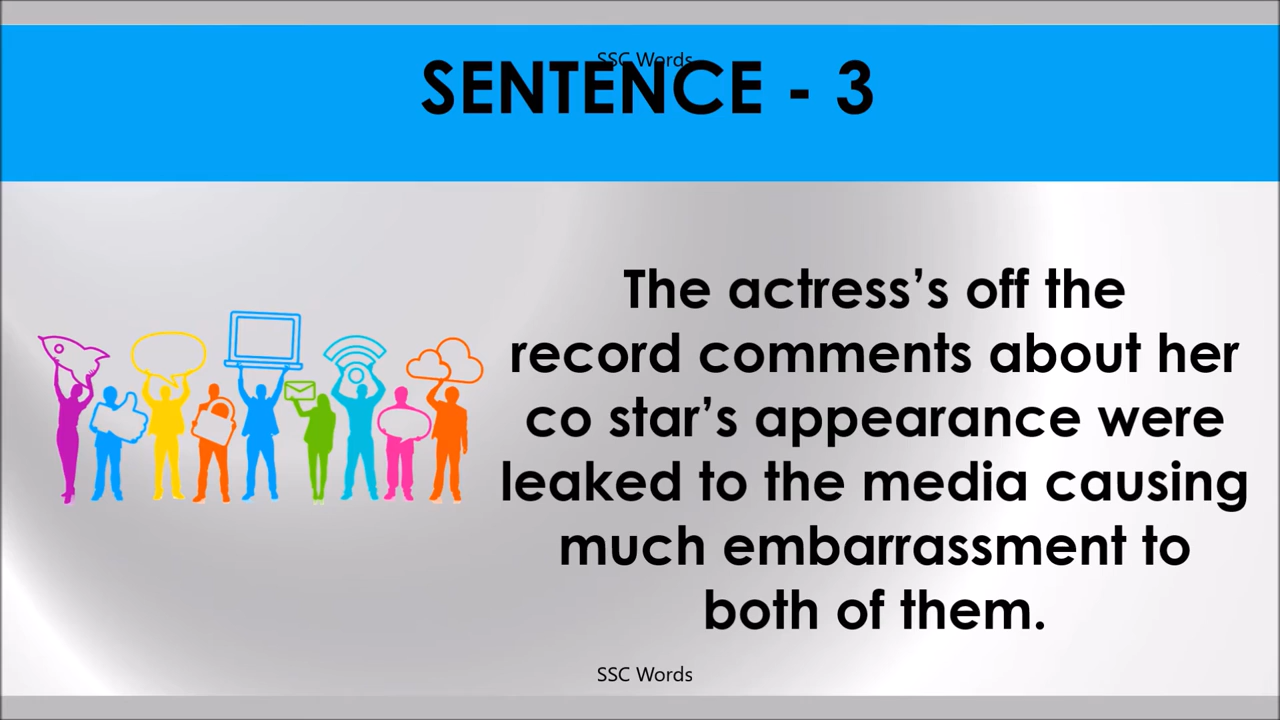 SSC Words
SENTENCE - 3
The actress’s off the
record comments about her
co star’s appearance were
leaked to the media causing
much embarrassment to
both of them.
SSC Words